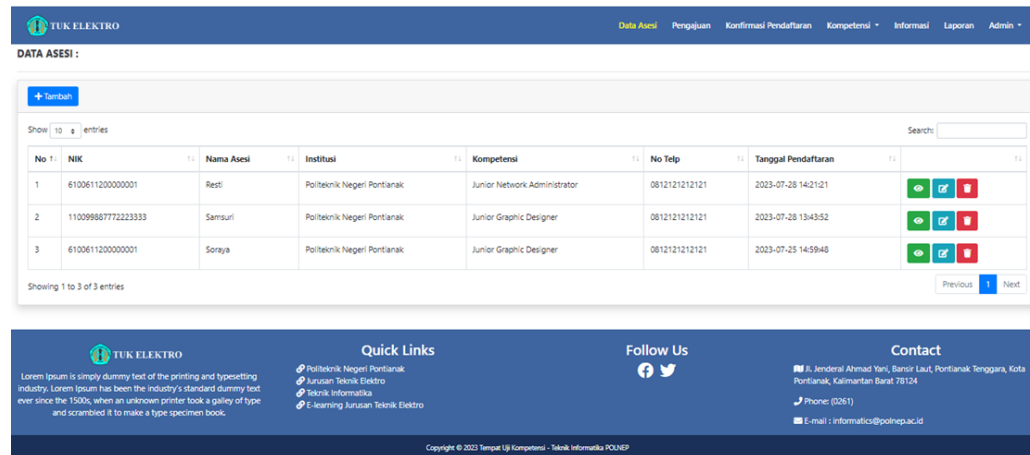 TUK ELEKTRO
Data Asesi Pengajuan Konfirmasi Pendaftaran Kompetensi Informasi Laporan Admin
DATA ASESI :
+ Tambah
Show 10 entries Search:
No NIK Nama Asesi Institusi Kompetensi No Telp Tanggal Pendaftaran
1 6100611200000001 Resti Politeknik Negeri Pontianak Junior Network Administrator 0812121212121 2023-07-28 14:21:21
2 110099887772223333 Samsuri Politeknik Negeri Pontianak Junior Graphic Designer 0812121212121 2023-07-28 13:43:52
3 6100611200000001 Soraya Politeknik Negeri Pontianak Junior Graphic Designer 0812121212121 2023-07-25 14:59:48
Showing 1 to 3 of 3 entries Previous 1 Next
TUK ELEKTRO
Lorem Ipsum is simply dummy text of the printing and typesetting
industry. Lorem Ipsum has been the industry's standard dummy text
ever since the 1500s, when an unknown printer took a galley of type
and scrambled it to make a type specimen book.
Quick Links
Politeknik Negeri Pontianak
Jurusan Teknik Elektro
Teknik Informatika
E-learning Jurusan Teknik Elektro
Follow Us
Contact
Jl. Jenderal Ahmad Yani, Bansir Laut, Pontianak Tenggara, Kota
Pontianak, Kalimantan Barat 78124
Phone: (0261)
E-mail : informatics@polnep.ac.id
Copyright © 2023 Tempat Uji Kompetensi - Teknik Informatika POLNEP